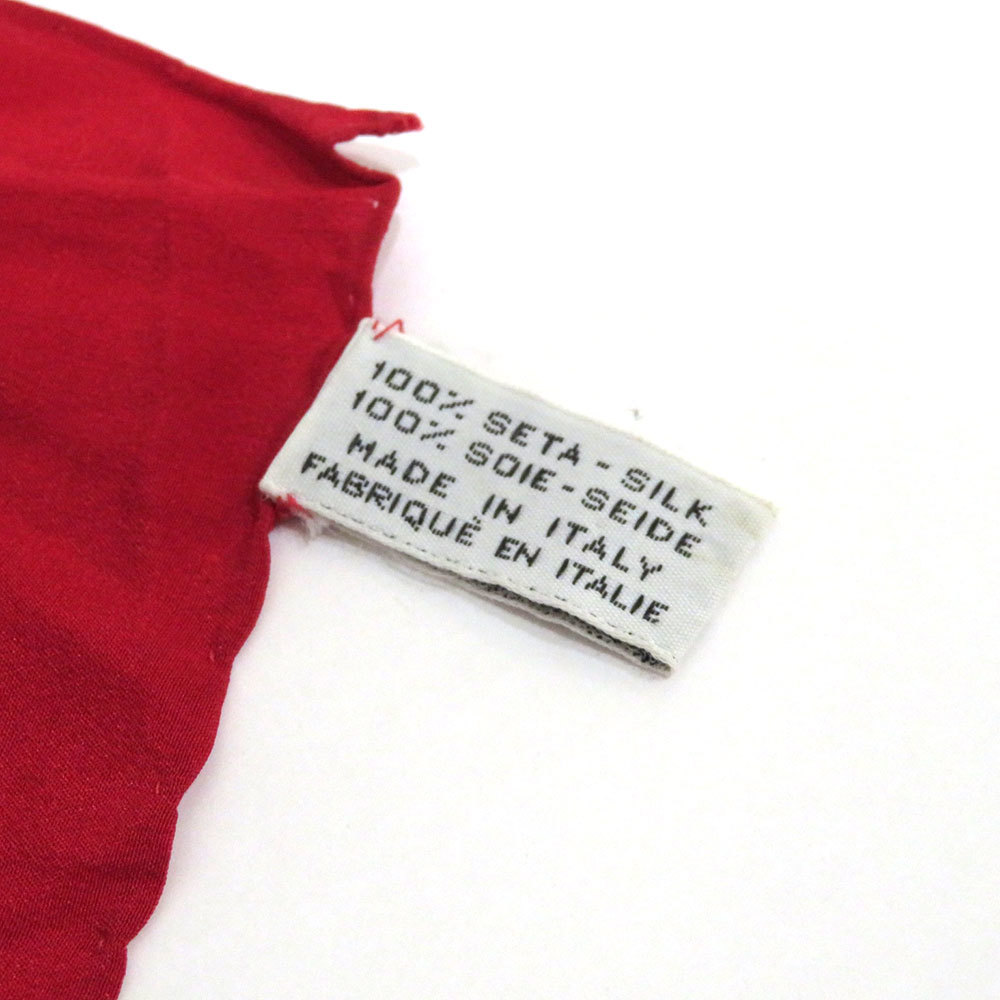 100% SETA - SILK
100% SOIE - SEIDE
MADE IN ITALY
FABRIQUÉ EN ITALIE